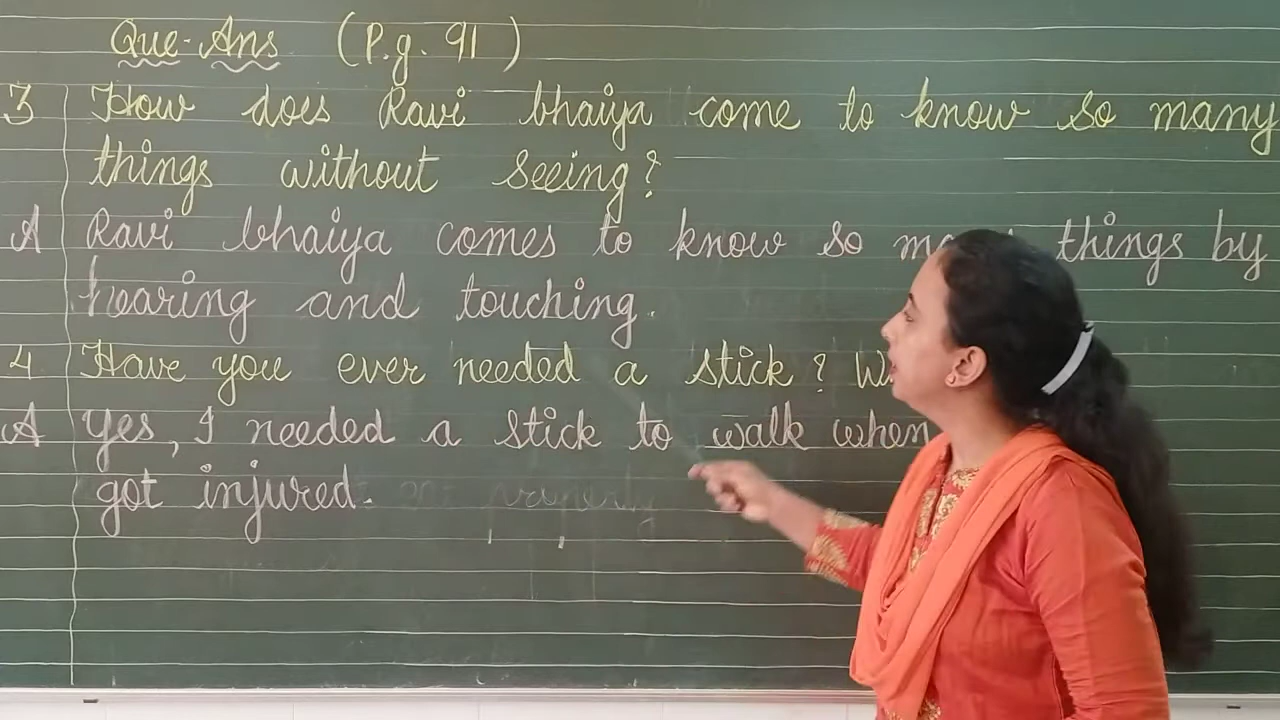 Que-Ans (P.g. 91)
3 How does Ravi bhaiya come to know so many
things without seeing?
A Ravi bhaiya comes to know so things by
hearing and touching.
4 Have you ever needed a stick?
A Yes, I needed a stick to walk when
got injured.
properly